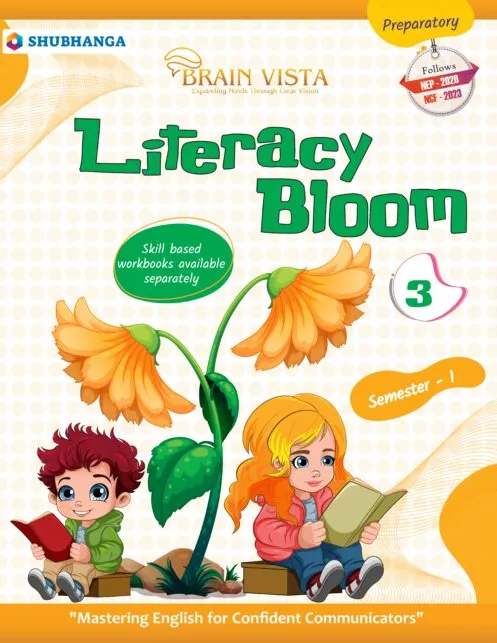 SHUBHANGA
Preparatory
Follows
NEP - 2020
NCF - 2023
BRAIN VISTA
Expanding Minds Through Clear Vision
Literacy
Bloom
Skill based
workbooks available
separately
3
Semester - I
"Mastering English for Confident Communicators"